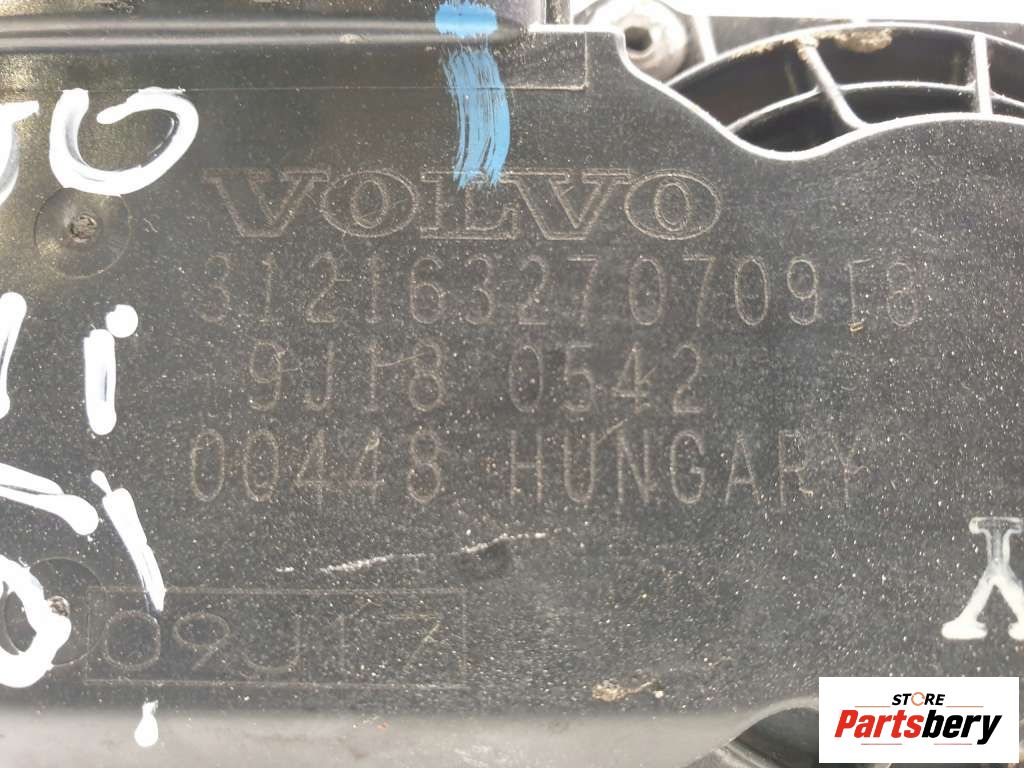 VOLVO
31216327070918
9J18 0542
00448 HUNGARY
09J17
STORE
Partsbery